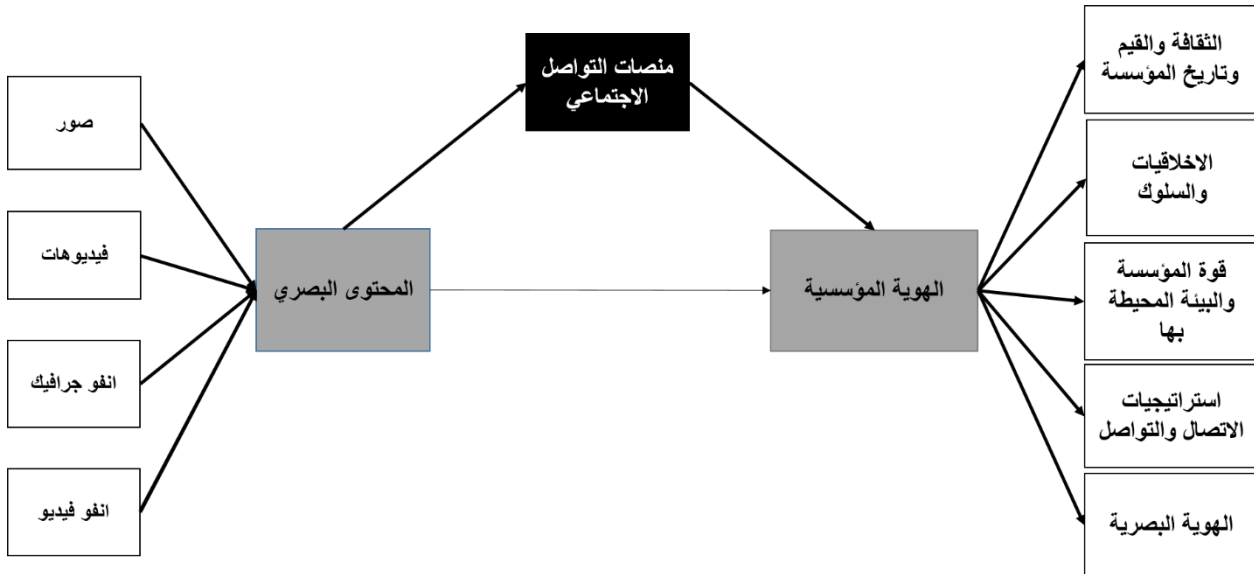 الثقافة والقيم
وتاريخ المؤسسة
منصات التواصل
الاجتماعي
صور
الاخلاقيات
والسلوك
فيديوهات
المحتوى البصري
الهوية المؤسسية
قوة المؤسسة
والبيئة المحيطة
بها
انفو جرافيك
استراتيجيات
الاتصال والتواصل
انفو فيديو
الهوية البصرية